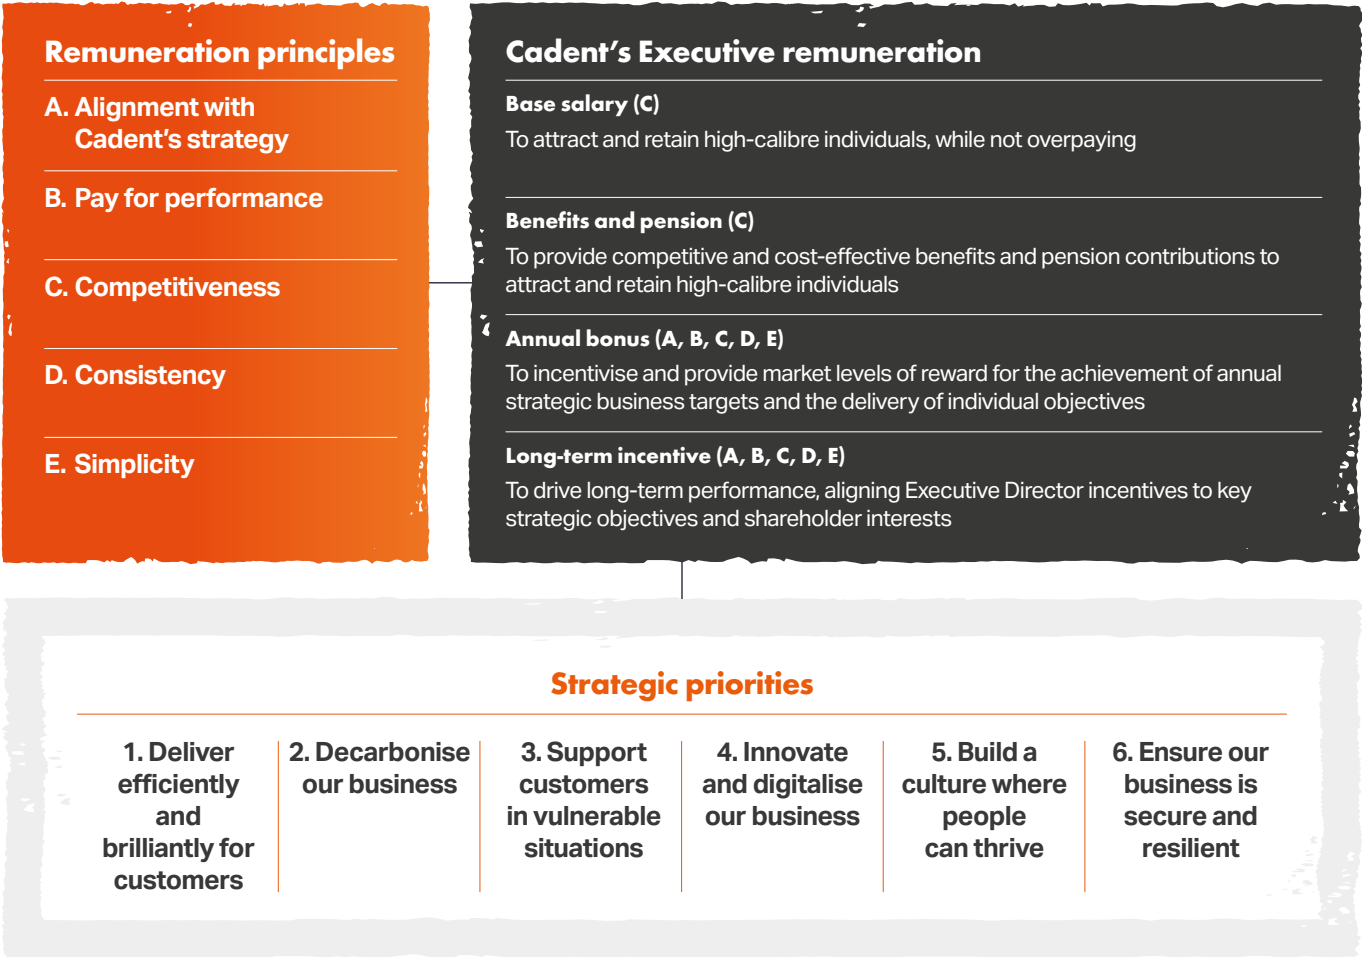 Remuneration principles
A. Alignment with
Cadent's strategy
B. Pay for performance
C. Competitiveness
D. Consistency
E. Simplicity
Cadent's Executive remuneration
Base salary (C)
To attract and retain high-calibre individuals, while not overpaying
Benefits and pension (C)
To provide competitive and cost-effective benefits and pension contributions to
attract and retain high-calibre individuals
Annual bonus (A, B, C, D, E)
To incentivise and provide market levels of reward for the achievement of annual
strategic business targets and the delivery of individual objectives
Long-term incentive (A, B, C, D, E)
To drive long-term performance, aligning Executive Director incentives to key
strategic objectives and shareholder interests
Strategic priorities
1. Deliver
efficiently
and
brilliantly for
customers
2. Decarbonise
our business
3. Support
customers
in vulnerable
situations
4. Innovate
and digitalise
our business
5. Build a
culture where
people
can thrive
6. Ensure our
business is
secure and
resilient